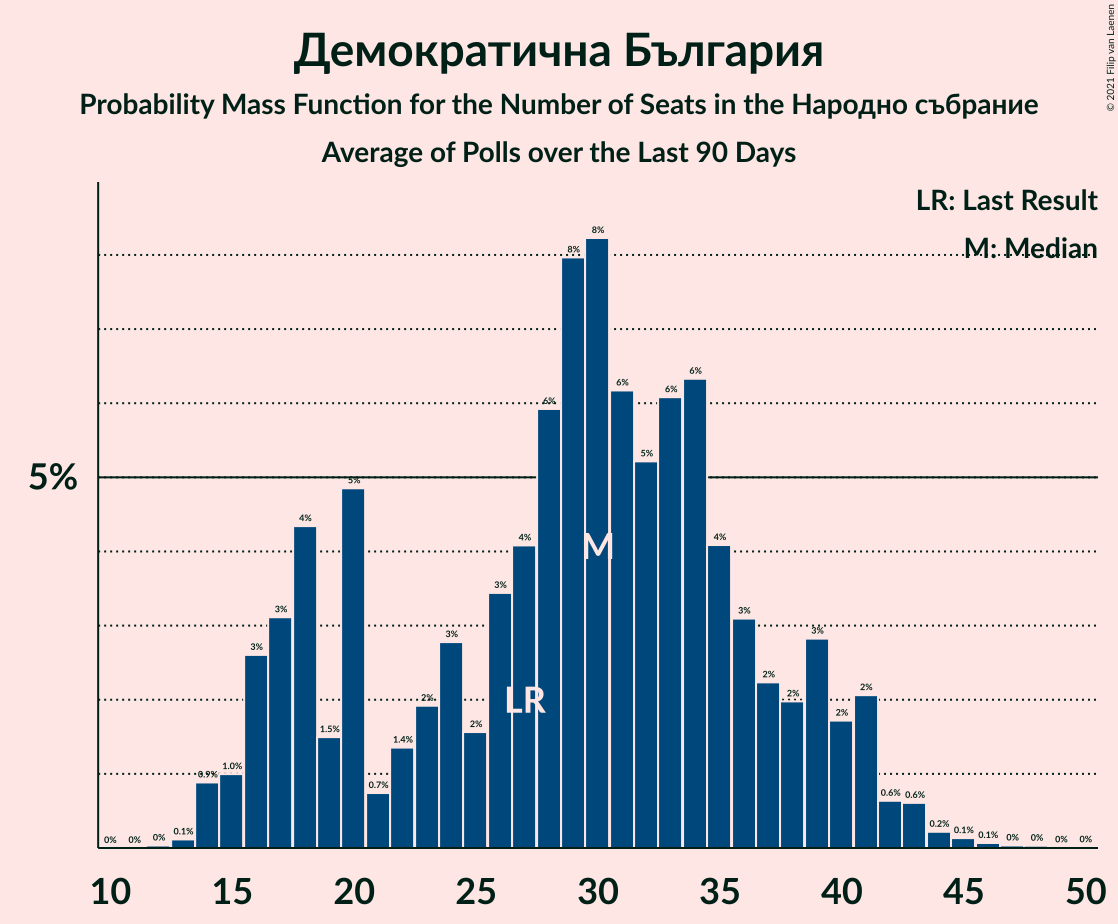 Демократична България
Probability Mass Function for the Number of Seats in the Народно събрание
Average of Polls over the Last 90 Days
© 2021 Filip van Laenen
LR: Last Result
M: Median
5%
0% 0% 0% 0.1% 0.9% 1.0% 3% 3% 4% 1.5% 5% 0.7% 1.4% 2% 3% 2% 3% 4% 6% 8% 8% 6% 5% 6% 6% 4% 3% 2% 2% 3% 2% 2% 0.6% 0.6% 0.2% 0.1% 0.1% 0% 0% 0% 0%
M
LR
10 15 20 25 30 35 40 45 50